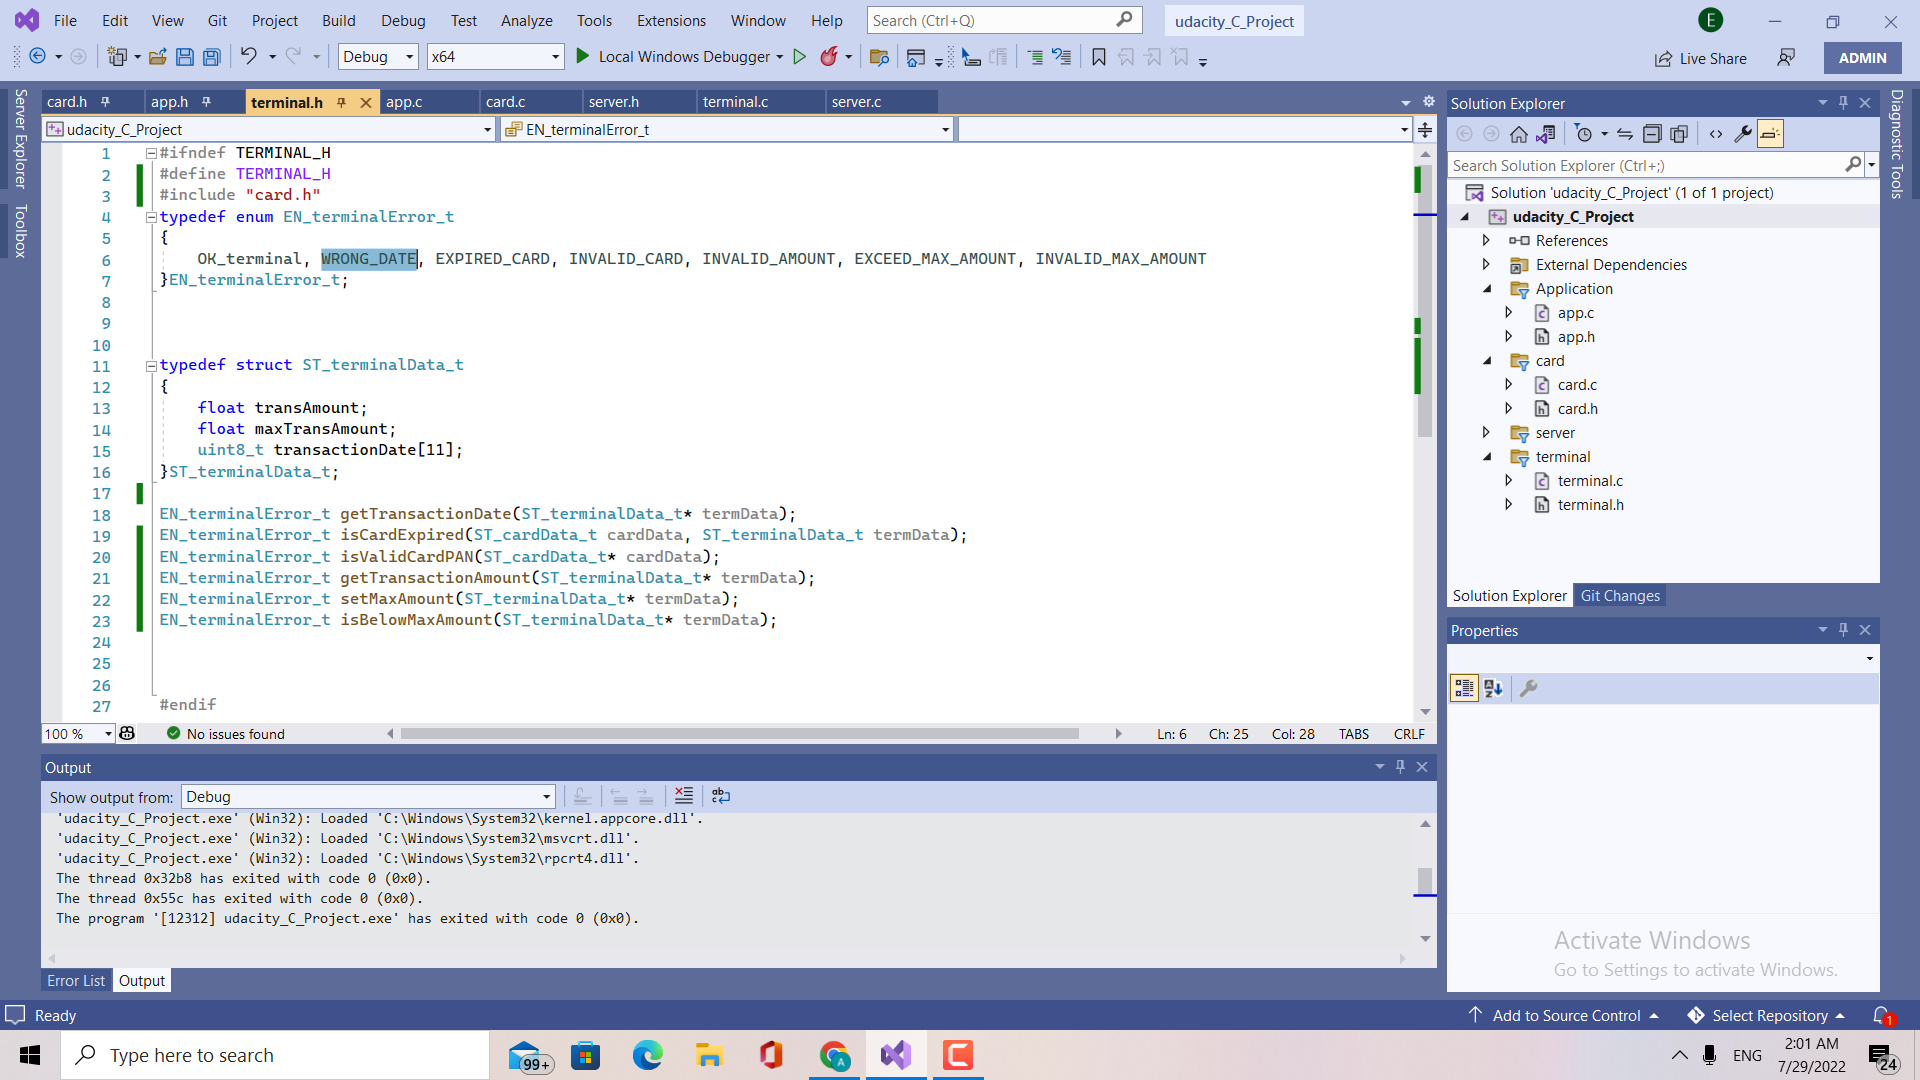 File Edit View Git Project Build Debug Test Analyze Tools Extensions Window Help Search (Ctrl+Q) udacity_C_Project E
Debug x64 Local Windows Debugger Live Share ADMIN
Server Explorer
Toolbox
card.h app.h terminal.h app.c card.c server.h terminal.c server.c
udacity_C_Project EN_terminalError_t
1 #ifndef TERMINAL_H
2 #define TERMINAL_H
3 #include "card.h"
4 typedef enum EN_terminalError_t
5 {
6 OK_terminal, WRONG_DATE, EXPIRED_CARD, INVALID_CARD, INVALID_AMOUNT, EXCEED_MAX_AMOUNT, INVALID_MAX_AMOUNT
7 }EN_terminalError_t;
8
9
10
11 typedef struct ST_terminalData_t
12 {
13 float transAmount;
14 float maxTransAmount;
15 uint8_t transactionDate[11];
16 }ST_terminalData_t;
17
18 EN_terminalError_t getTransactionDate(ST_terminalData_t* termData);
19 EN_terminalError_t isCardExpired(ST_cardData_t cardData, ST_terminalData_t termData);
20 EN_terminalError_t isValidCardPAN(ST_cardData_t* cardData);
21 EN_terminalError_t getTransactionAmount(ST_terminalData_t* termData);
22 EN_terminalError_t setMaxAmount(ST_terminalData_t* termData);
23 EN_terminalError_t isBelowMaxAmount(ST_terminalData_t* termData);
24
25
26
27 #endif
100 % No issues found Ln: 6 Ch: 25 Col: 28 TABS CRLF
Output
Show output from: Debug
'udacity_C_Project.exe' (Win32): Loaded 'C:\Windows\System32\kernel.appcore.dll'.
'udacity_C_Project.exe' (Win32): Loaded 'C:\Windows\System32\msvcrt.dll'.
'udacity_C_Project.exe' (Win32): Loaded 'C:\Windows\System32\rpcrt4.dll'.
The thread 0x32b8 has exited with code 0 (0x0).
The thread 0x55c has exited with code 0 (0x0).
The program '[12312] udacity_C_Project.exe' has exited with code 0 (0x0).
Error List Output
Solution Explorer
Search Solution Explorer (Ctrl+;)
Solution 'udacity_C_Project' (1 of 1 project)
udacity_C_Project
References
External Dependencies
Application
app.c
app.h
card
card.c
card.h
server
terminal
terminal.c
terminal.h
Solution Explorer Git Changes
Properties
Diagnostic Tools
Activate Windows
Go to Settings to activate Windows.
Ready Add to Source Control Select Repository 1
Type here to search 99+ A ENG 2:01 AM
7/29/2022 24